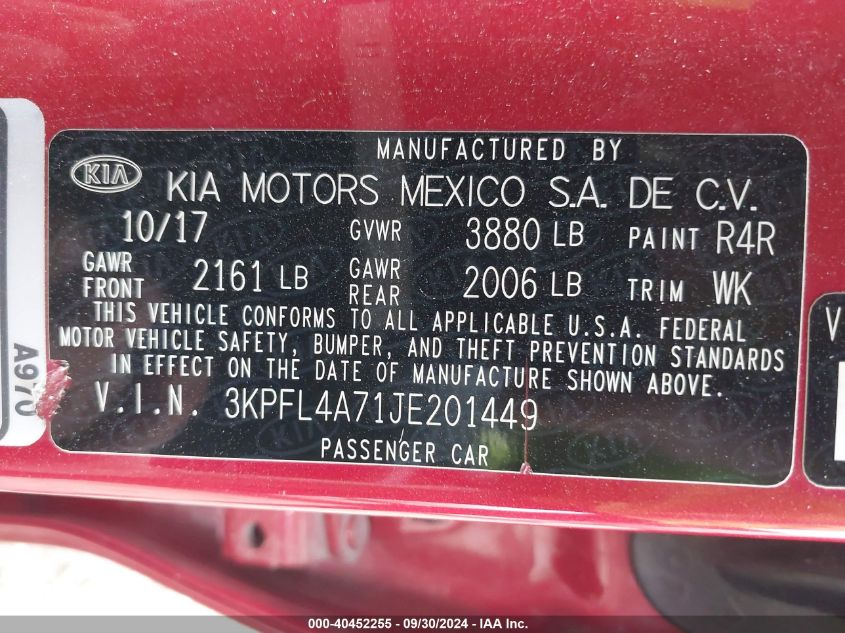 MANUFACTURED BY
KIA KIA MOTORS MEXICO S.A. DE C.V.
10/17 GVWR 3880 LB PAINT R4R
GAWR FRONT 2161 LB GAWR REAR 2006 LB TRIM WK
THIS VEHICLE CONFORMS TO ALL APPLICABLE U.S.A. FEDERAL
MOTOR VEHICLE SAFETY, BUMPER, AND THEFT PREVENTION STANDARDS
IN EFFECT ON THE DATE OF MANUFACTURE SHOWN ABOVE.
V.I.N. 3KPFL4A71JE201449
PASSENGER CAR
A970
V
000-40452255 - 09/30/2024 - IAA Inc.